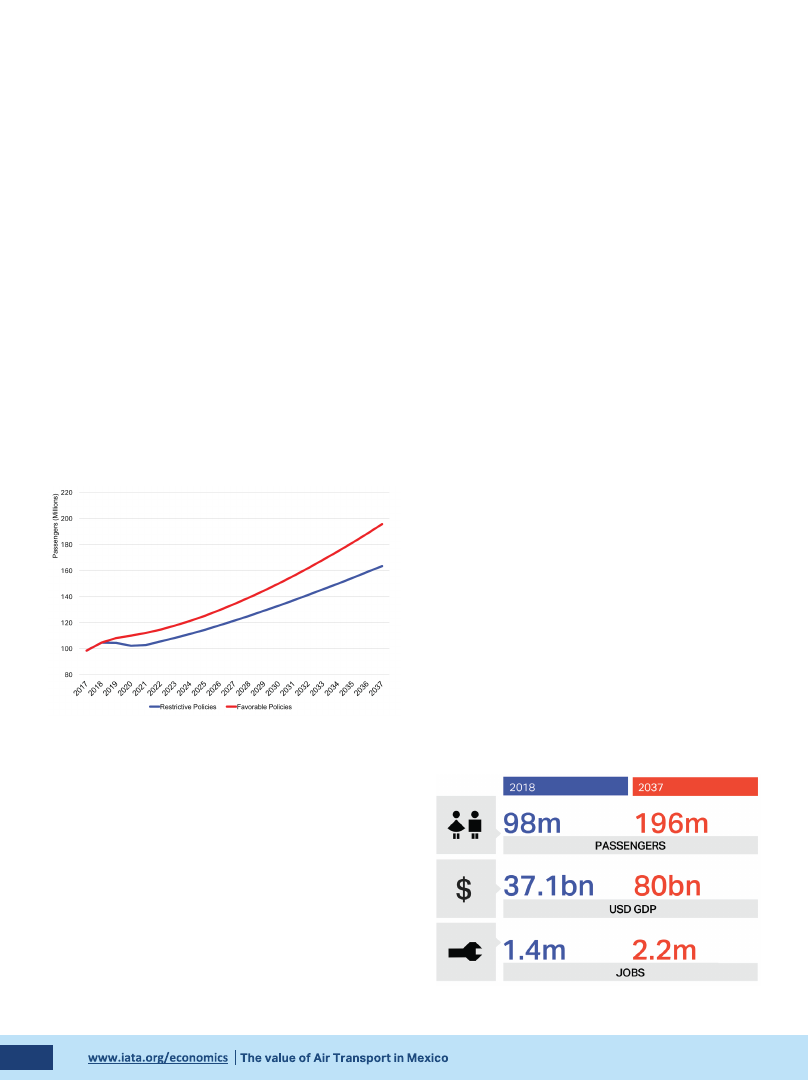 Passengers (Millions)
220
200
180
160
140
120
100
80
2017 2018 2019 2020 2021 2022 2023 2024 2025 2026 2027 2028 2029 2030 2031 2032 2033 2034 2035 2036 2037
Restrictive Policies Favorable Policies
2018 2037
98m 196m
PASSENGERS
$ 37.1bn 80bn
USD GDP
1.4m 2.2m
JOBS
www.iata.org/economics | The value of Air Transport in Mexico